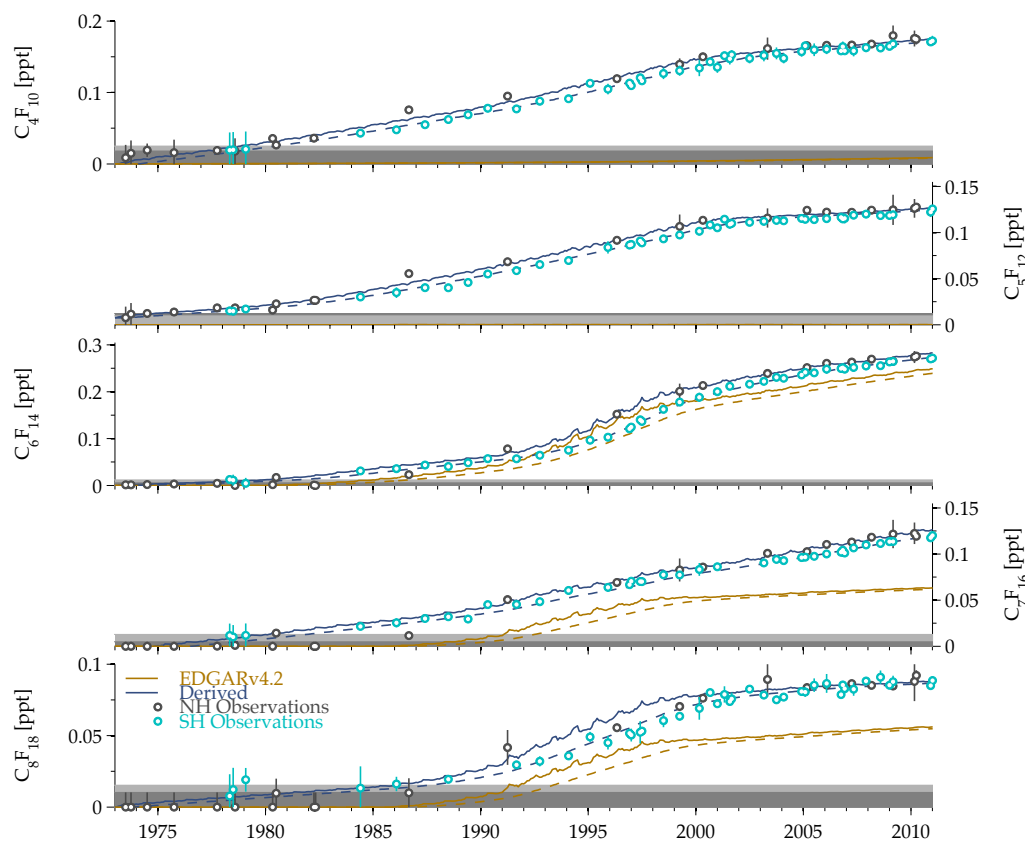 0.2
0.1
0
C₄F₁₀ [ppt]
0.15
0.1
0.05
0
C₅F₁₂ [ppt]
0.3
0.2
0.1
0
C₆F₁₄ [ppt]
0.15
0.1
0.05
0
C₇F₁₆ [ppt]
0.1
0.05
0
C₈F₁₈ [ppt]
EDGARv4.2
Derived
NH Observations
SH Observations
1975 1980 1985 1990 1995 2000 2005 2010